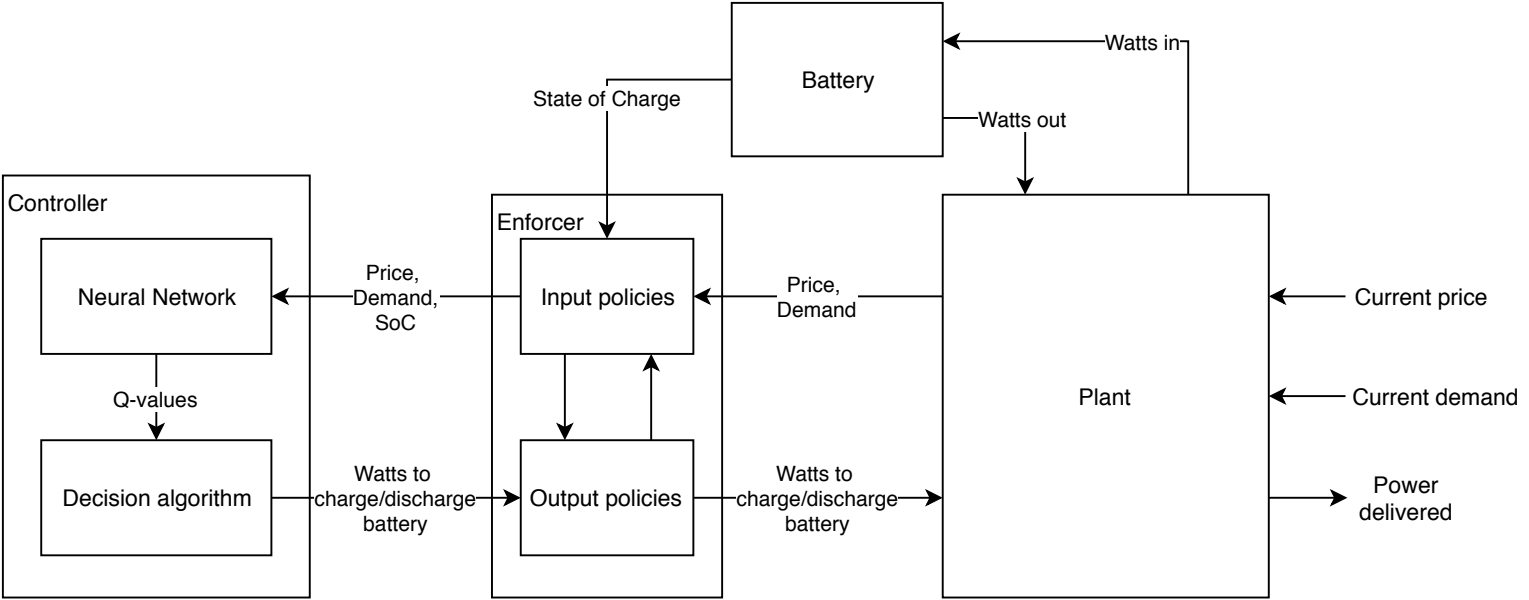 Battery
Watts in
State of Charge
Watts out
Controller
Enforcer
Neural Network
Price,
Demand,
SoC
Input policies
Price,
Demand
Current price
Plant
Current demand
Q-values
Decision algorithm
Watts to
charge/discharge
battery
Output policies
Watts to
charge/discharge
battery
Power
delivered